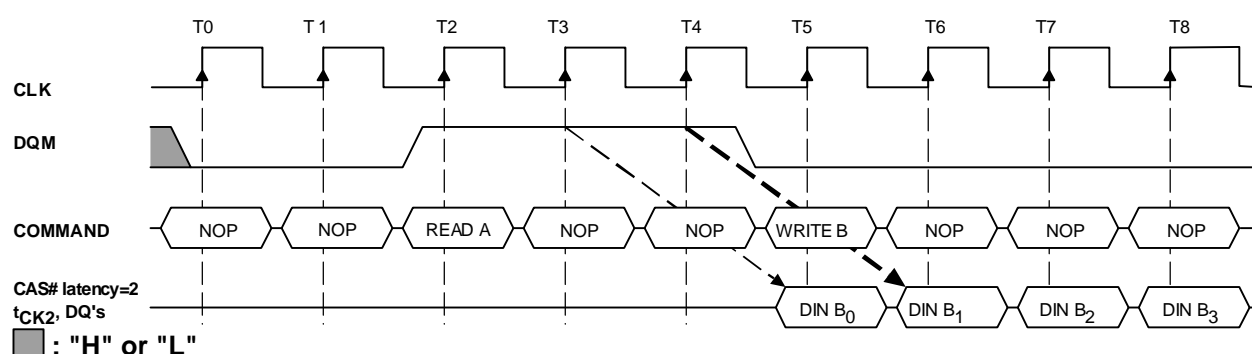 T0 T1 T2 T3 T4 T5 T6 T7 T8
CLK
DQM
COMMAND NOP NOP READ A NOP NOP WRITE B NOP NOP NOP
CAS# latency=2
tCK2, DQ's DIN B0 DIN B1 DIN B2 DIN B3
: "H" or "L"